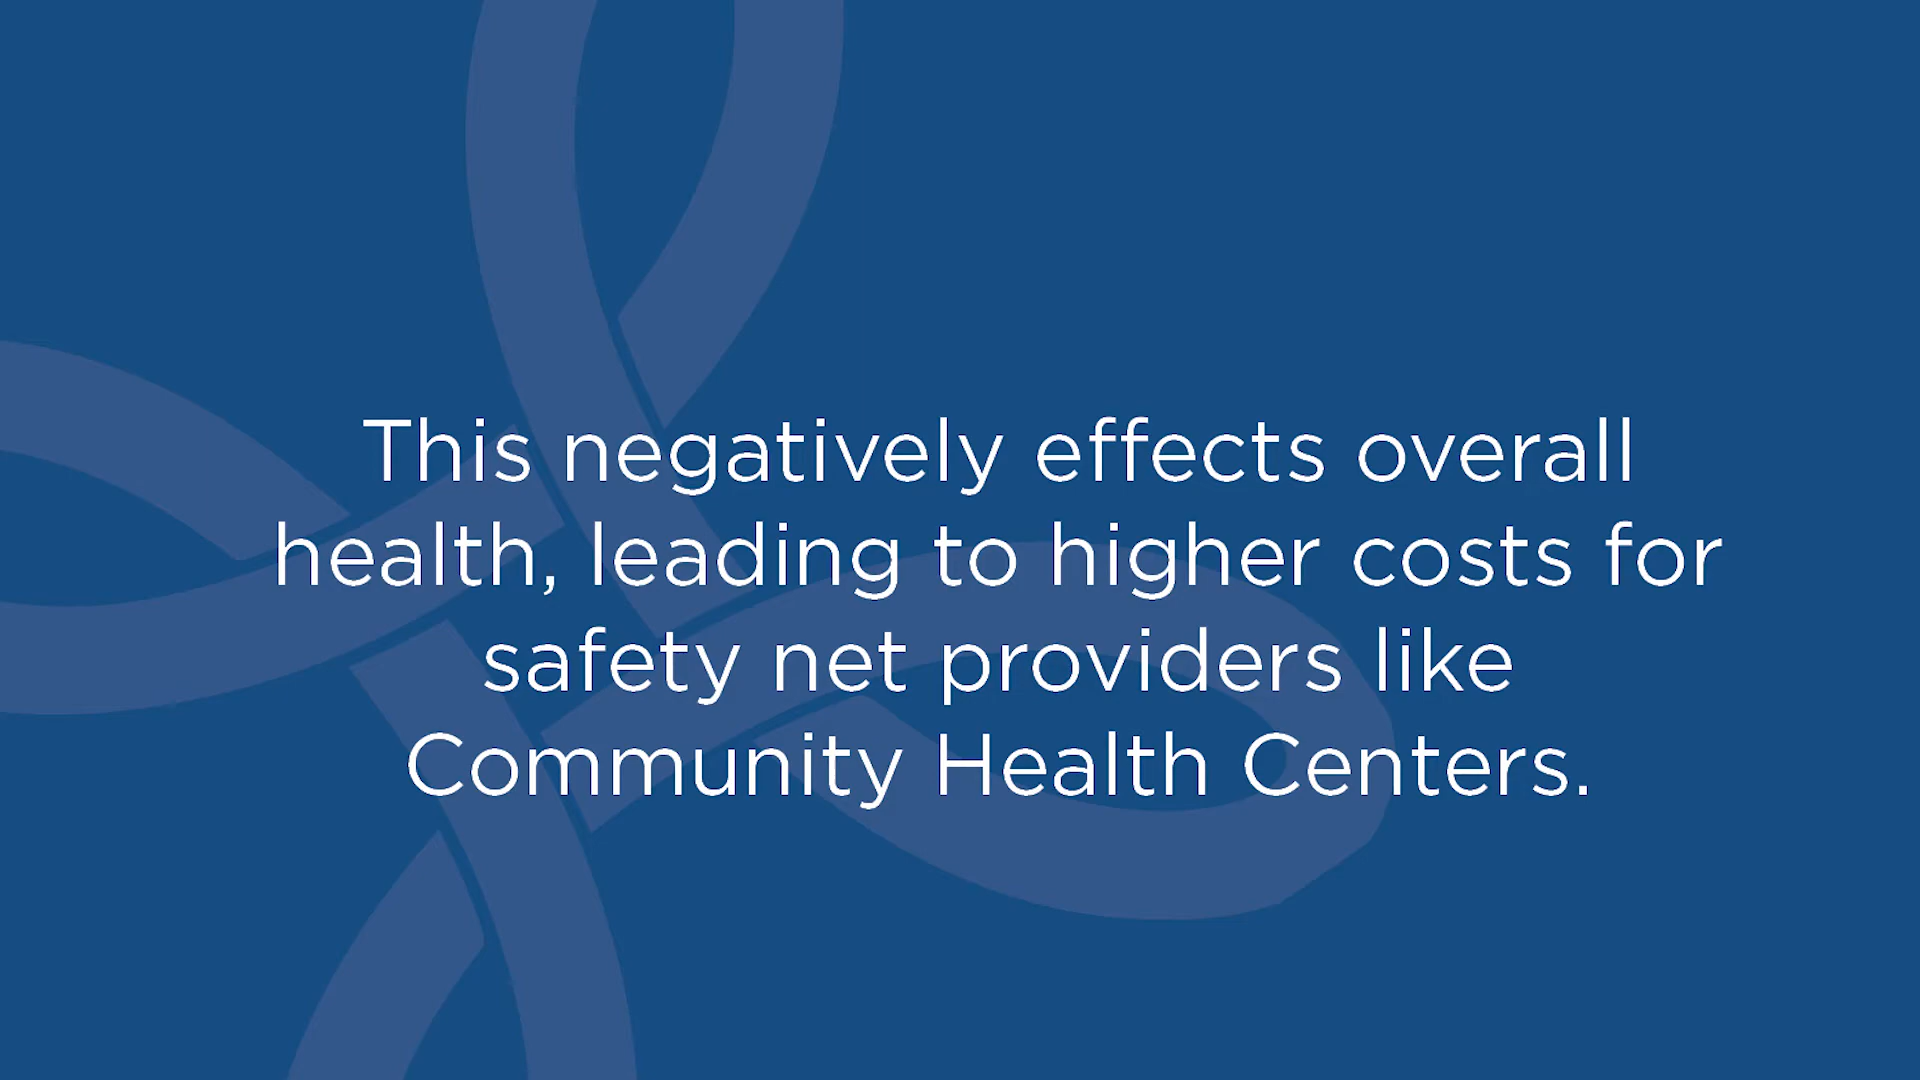 This negatively effects overall
health, leading to higher costs for
safety net providers like
Community Health Centers.